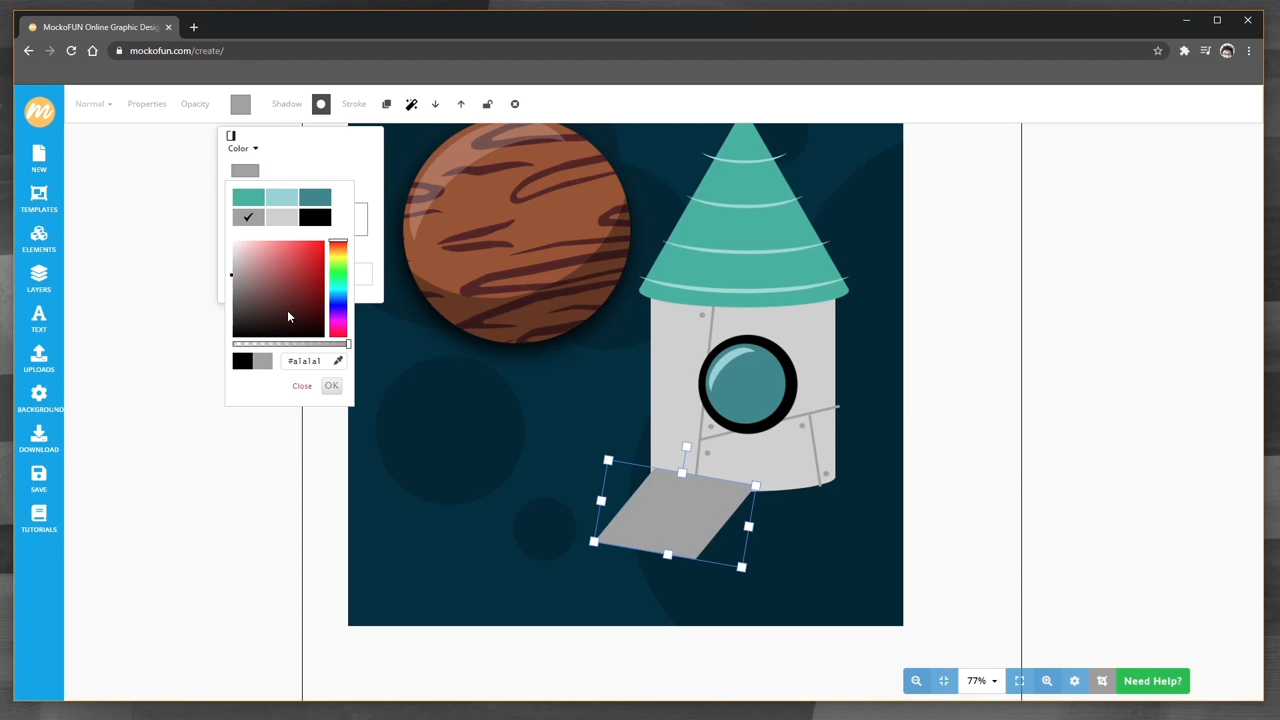 MockoFUN Online Graphic Desig
mockofun.com/create/
Normal
Properties
Opacity
Shadow
Stroke
Color
NEW
TEMPLATES
ELEMENTS
LAYERS
TEXT
UPLOADS
BACKGROUND
DOWNLOAD
SAVE
TUTORIALS
#a1a1a1
Close
OK
77%
Need Help?